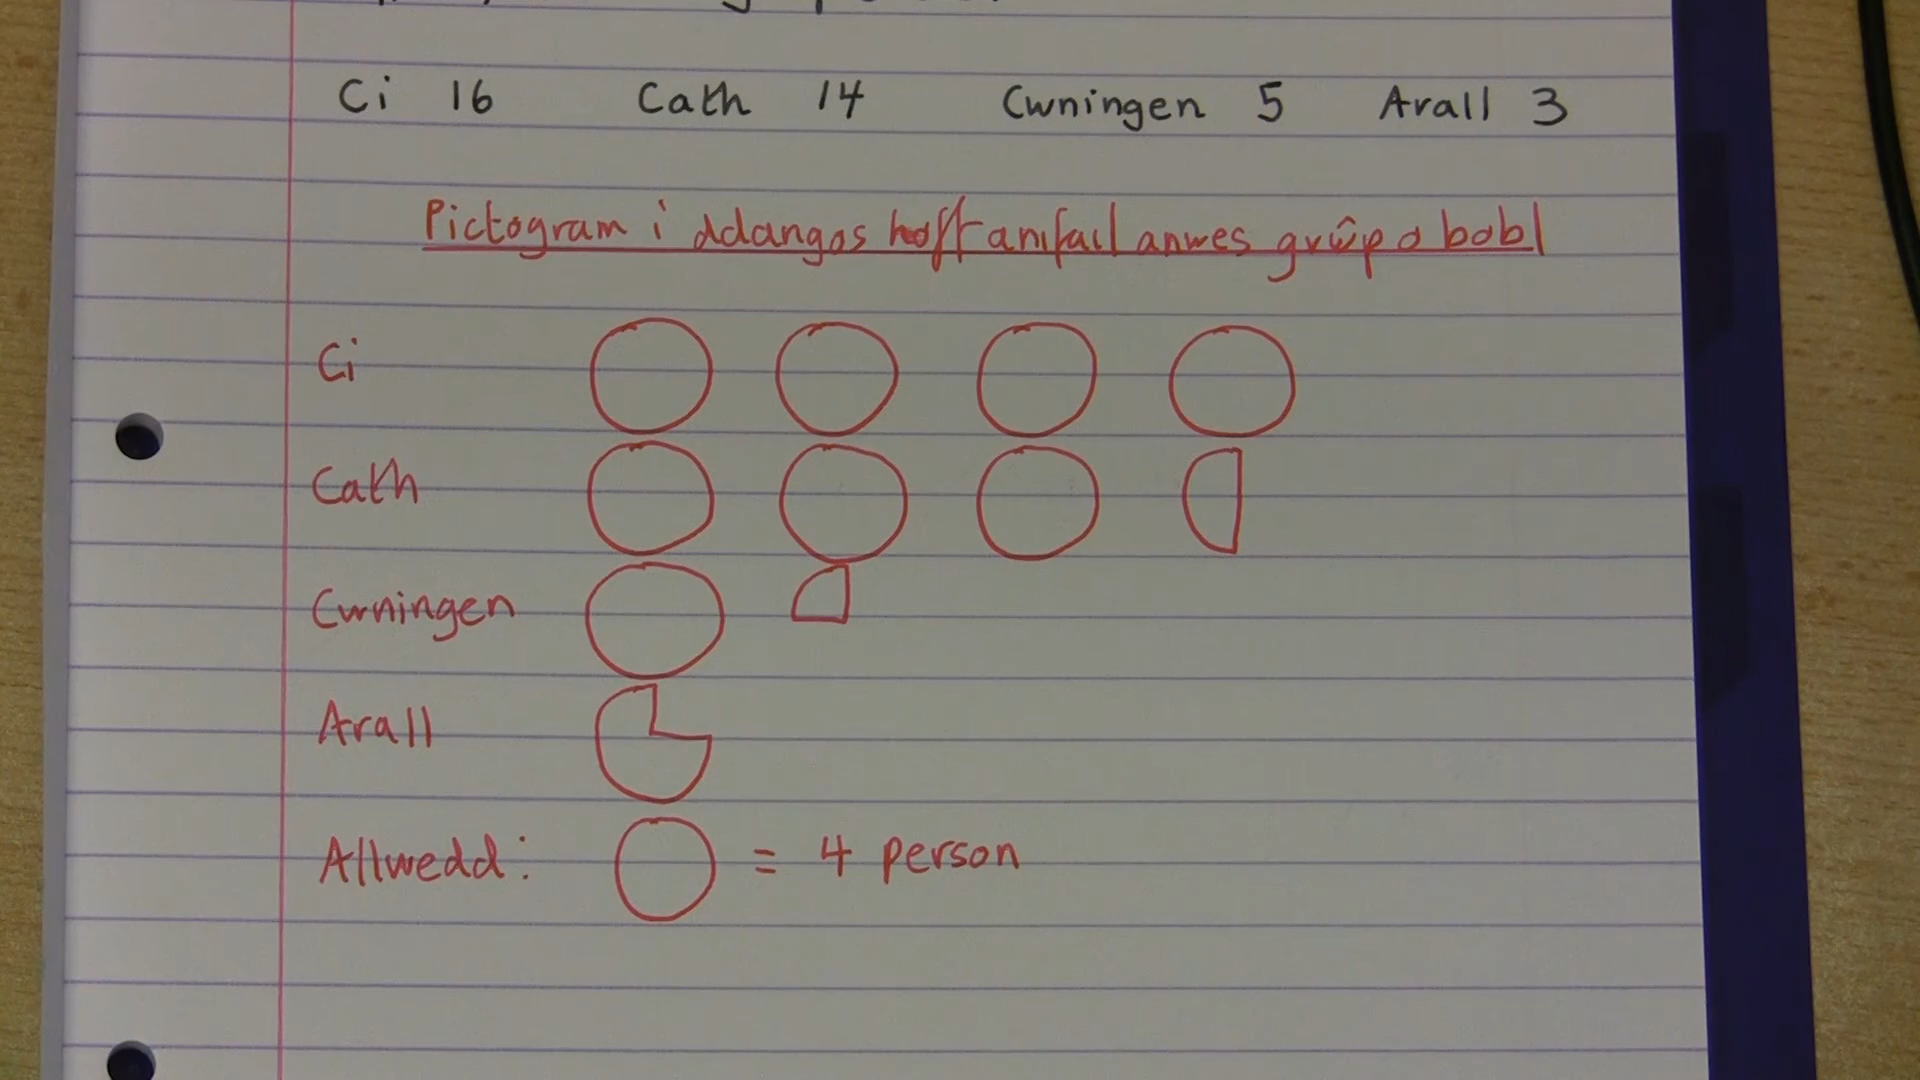 Ci 16 Cath 14 Cwningen 5 Arall 3
Pictogram i ddangos hoff anifail anwes grŵp o bobl
Ci
Cath
Cwningen
Arall
Allwedd: = 4 person